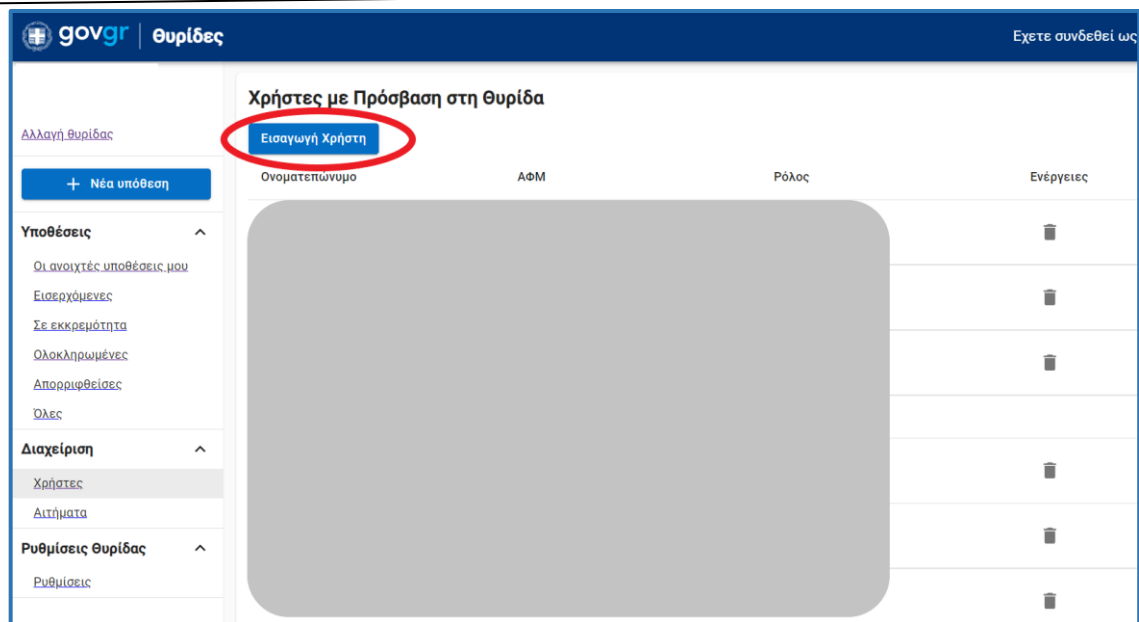 govgr | Θυρίδες
Έχετε συνδεθεί ως
Αλλαγή θυρίδας
+ Νέα υπόθεση
Υποθέσεις
Οι ανοιχτές υποθέσεις μου
Εισερχόμενες
Σε εκκρεμότητα
Ολοκληρωμένες
Απορριφθείσες
Όλες
Διαχείριση
Χρήστες
Αιτήματα
Ρυθμίσεις Θυρίδας
Ρυθμίσεις
Χρήστες με Πρόσβαση στη Θυρίδα
Εισαγωγή Χρήστη
Ονοματεπώνυμο ΑΦΜ Ρόλος Ενέργειες